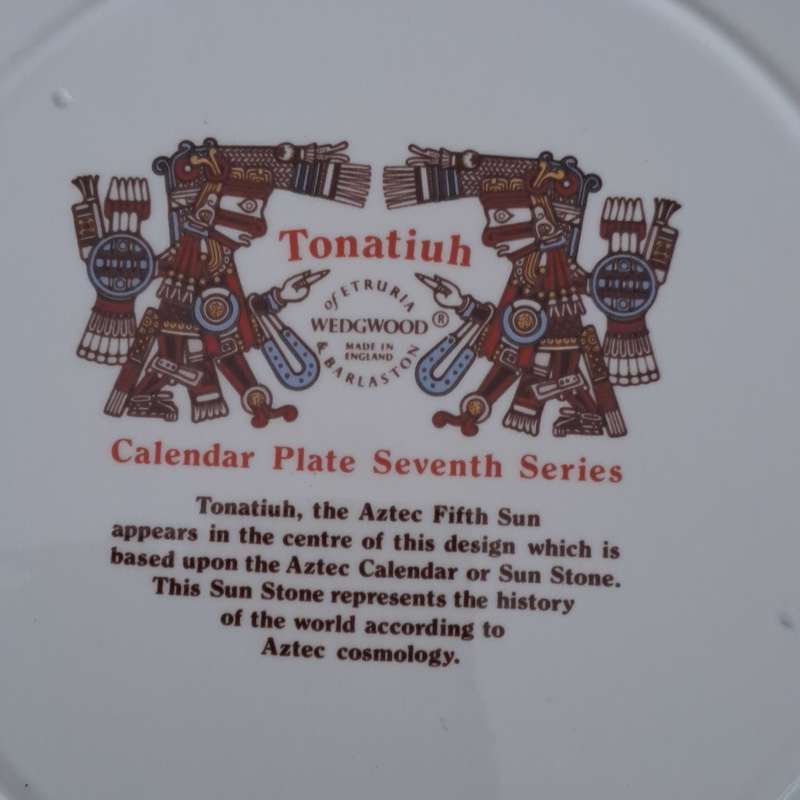 Tonatiuh
of ETRURIA
WEDGWOOD ®
MADE IN
ENGLAND
& BARLASTON
Calendar Plate Seventh Series
Tonatiuh, the Aztec Fifth Sun
appears in the centre of this design which is
based upon the Aztec Calendar or Sun Stone.
This Sun Stone represents the history
of the world according to
Aztec cosmology.